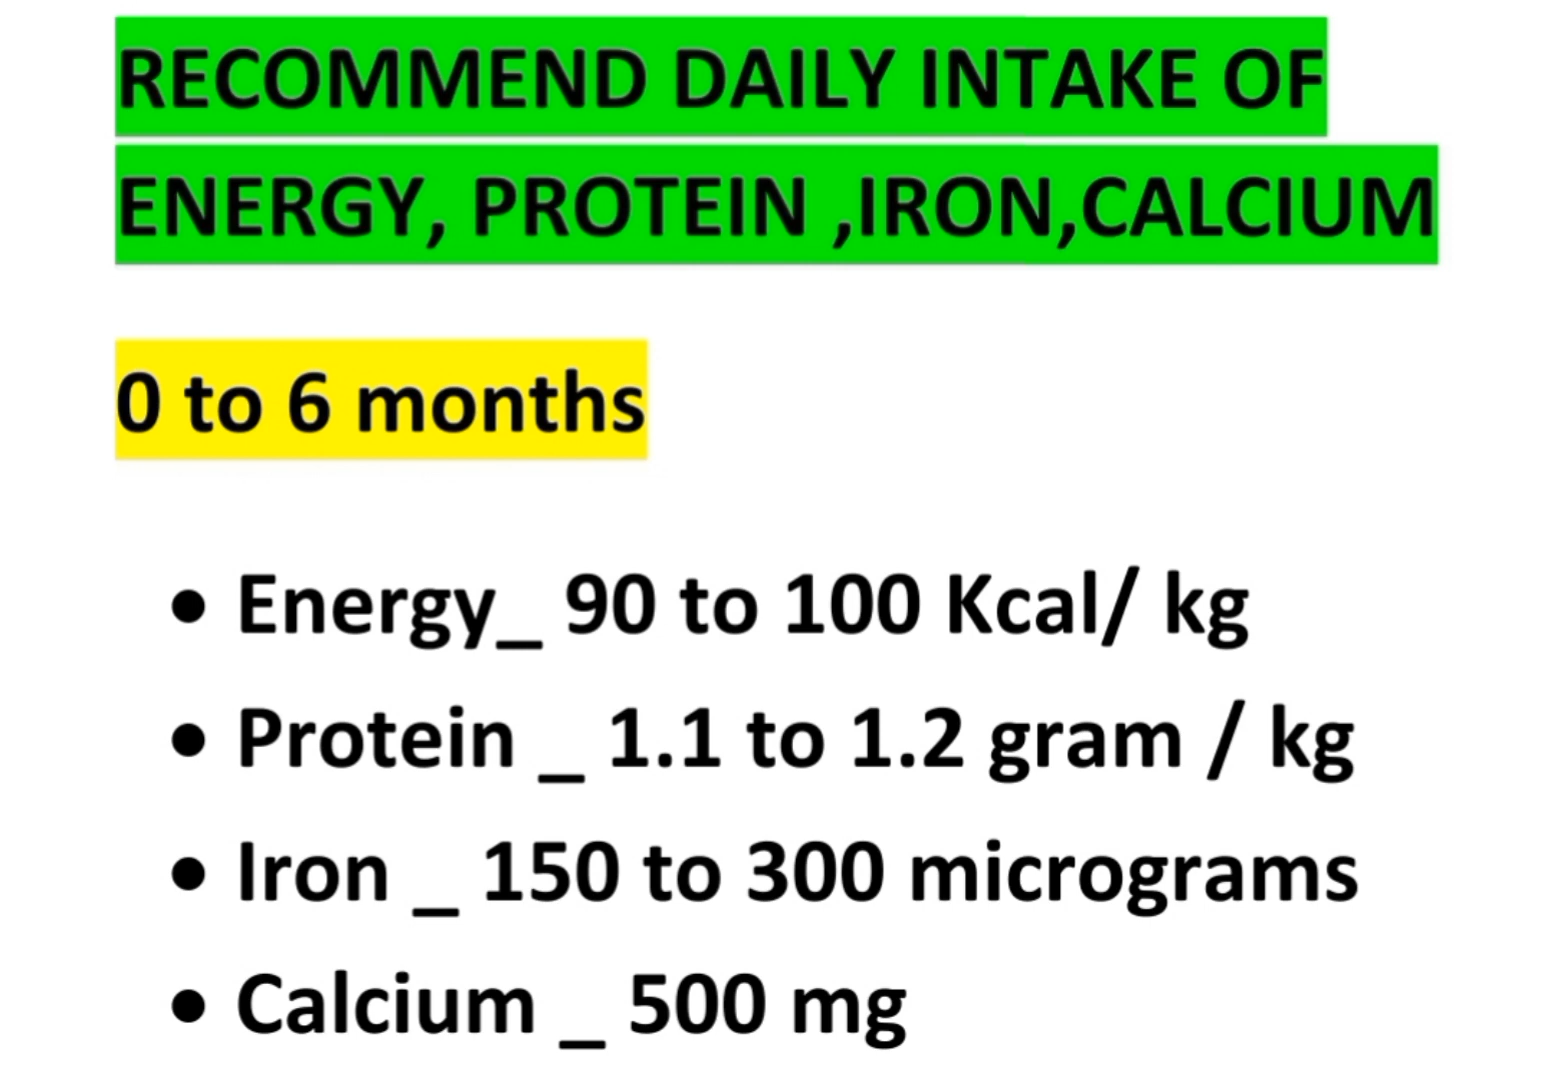 RECOMMEND DAILY INTAKE OF
ENERGY, PROTEIN ,IRON,CALCIUM
0 to 6 months
• Energy_ 90 to 100 Kcal/ kg
• Protein _ 1.1 to 1.2 gram / kg
• Iron _ 150 to 300 micrograms
• Calcium _ 500 mg